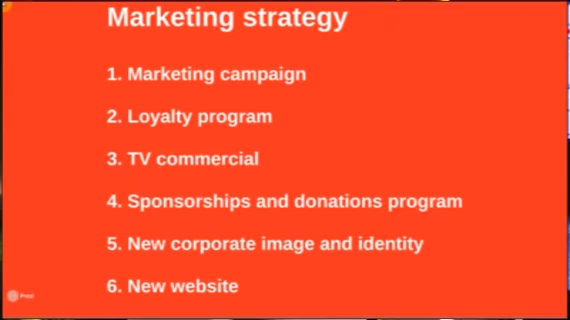 Marketing strategy
1. Marketing campaign
2. Loyalty program
3. TV commercial
4. Sponsorships and donations program
5. New corporate image and identity
6. New website
Prezi